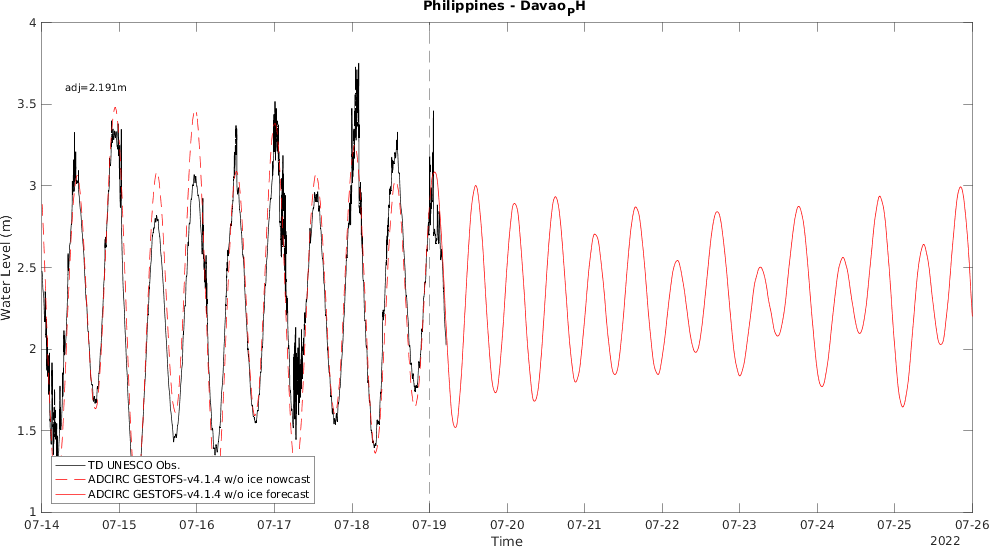 Philippines - DavaopH
4
adj=2.191m
3.5
3
2.5
Water Level (m)
2
1.5
TD UNESCO Obs.
ADCIRC GESTOFS-v4.1.4 w/o ice nowcast
ADCIRC GESTOFS-v4.1.4 w/o ice forecast
1
07-14 07-15 07-16 07-17 07-18 07-19 07-20 07-21 07-22 07-23 07-24 07-25 07-26
Time
2022